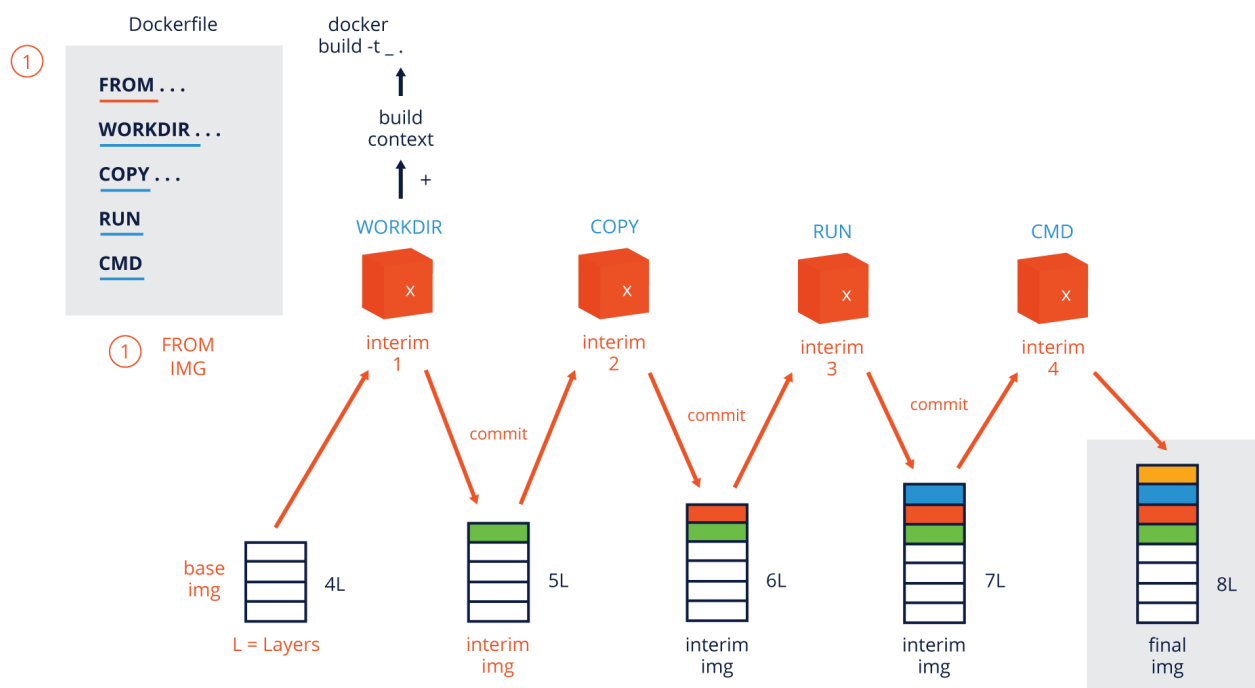 Dockerfile
1
FROM . . .
WORKDIR . . .
COPY . . .
RUN
CMD
1
FROM
IMG
docker
build -t _ .
build
context
+
WORKDIR
COPY
RUN
CMD
x
x
x
x
interim
1
interim
2
interim
3
interim
4
commit
commit
commit
base
img
4L
5L
6L
7L
8L
L = Layers
interim
img
interim
img
interim
img
final
img